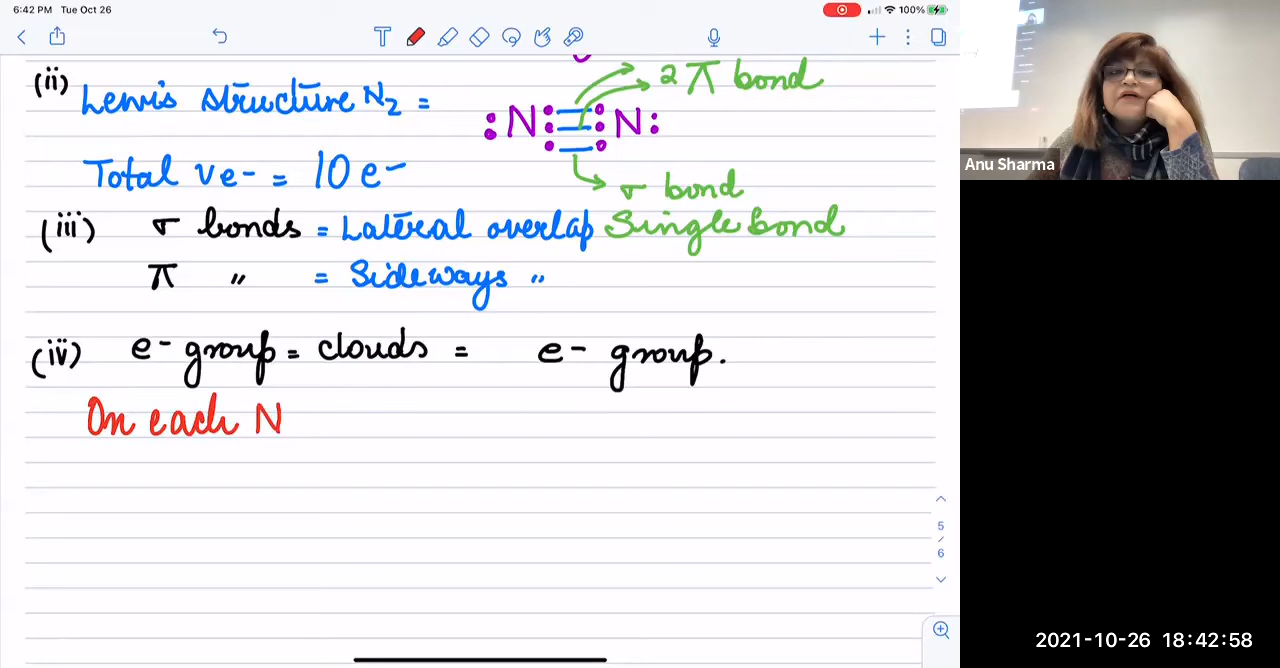 6:42 PM Tue Oct 26
100%
2 π bond
(ii) Lewis structure N₂ = :N≡N:
Total ve- = 10 e-
σ bond
(iii) σ bonds = Lateral overlap Single bond
π " = Sideways "
(iv) e- group = clouds = e- group.
On each N
5
/
6
Anu Sharma
2021-10-26 18:42:58